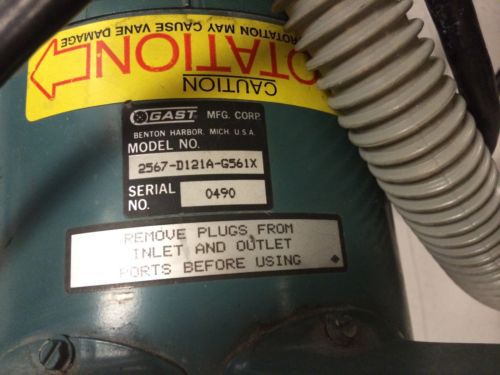 ROTATION MAY CAUSE VANE DAMAGE
OTATION
CAUTION
GAST MFG. CORP.
BENTON HARBOR, MICH U.S.A.
MODEL NO.
2567-D121A-G561X
SERIAL NO. 0490
REMOVE PLUGS FROM
INLET AND OUTLET
PORTS BEFORE USING